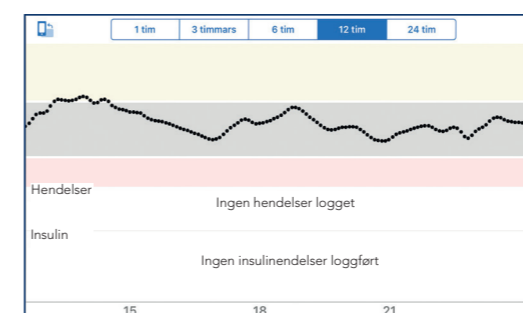 1 tim 3 timmars 6 tim 12 tim 24 tim
Hendelser
Ingen hendelser logget
Insulin
Ingen insulinendelser loggført
15 18 21